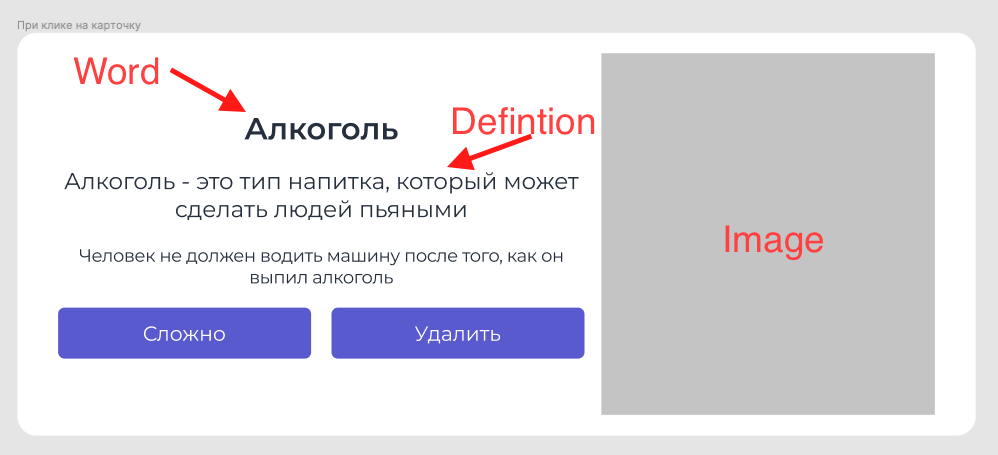 При клике на карточку
Word
Алкоголь
Defintion
Алкоголь - это тип напитка, который может
сделать людей пьяными
Человек не должен водить машину после того, как он
выпил алкоголь
Сложно
Удалить
Image